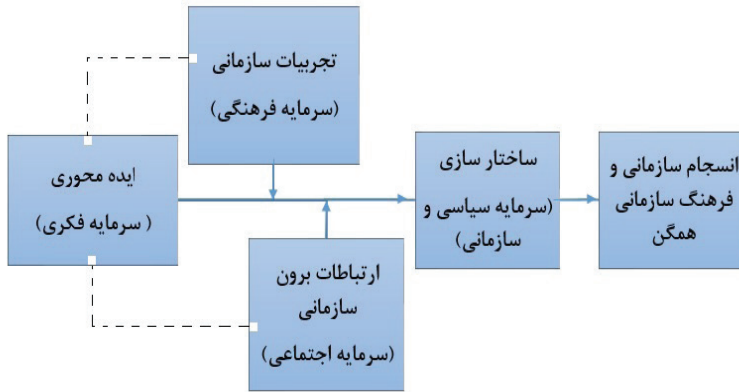 تجربیات سازمانی
(سرمایه فرهنگی)
ایده محوری
( سرمایه فکری)
ارتباطات برون
سازمانی
(سرمایه اجتماعی)
ساختار سازی
(سرمایه سیاسی و
سازمانی)
انسجام سازمانی و
فرهنگ سازمانی
همگن